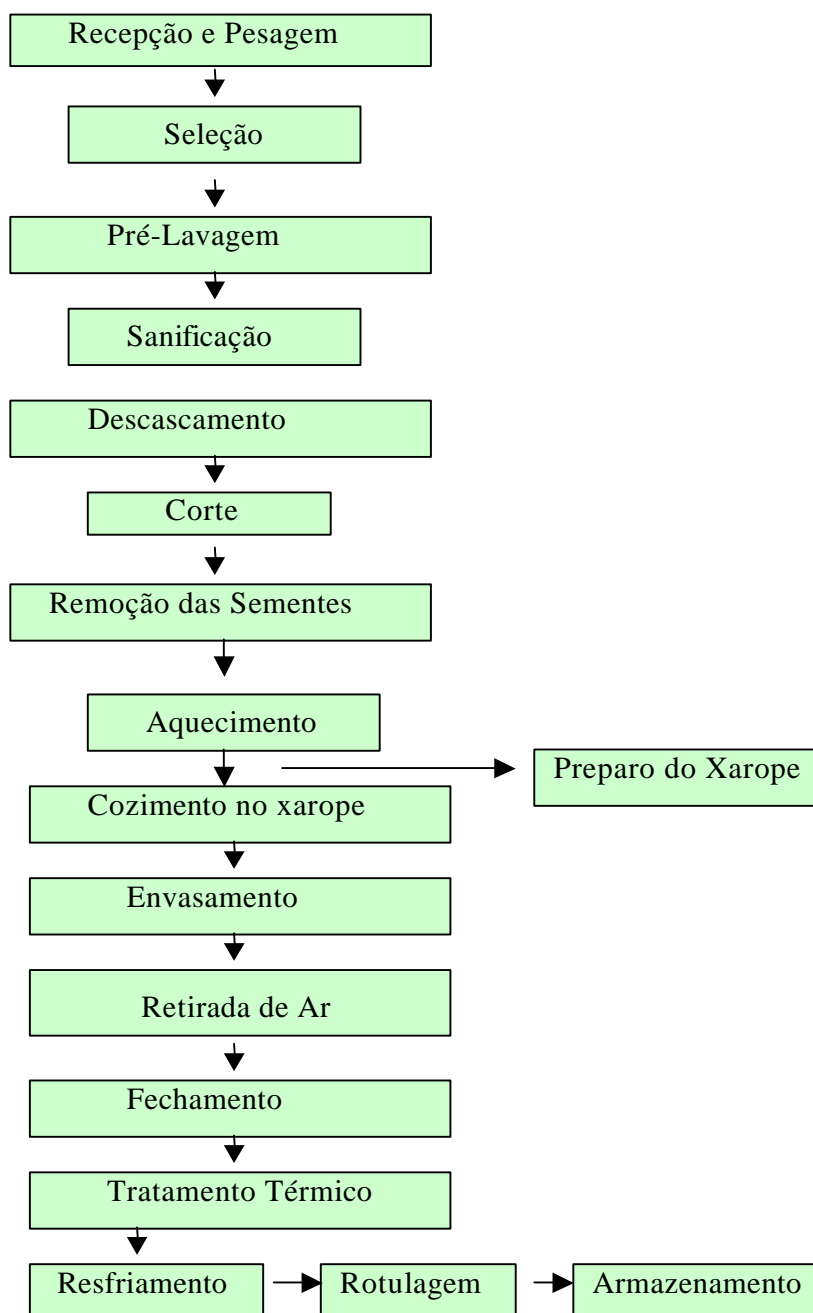 Recepção e Pesagem
Seleção
Pré-Lavagem
Sanificação
Descascamento
Corte
Remoção das Sementes
Aquecimento
Preparo do Xarope
Cozimento no xarope
Envasamento
Retirada de Ar
Fechamento
Tratamento Térmico
Resfriamento Rotulagem Armazenamento